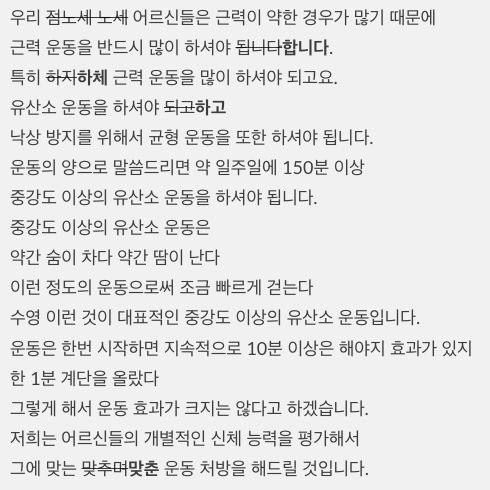 우리 점노세 노세 어르신들은 근력이 약한 경우가 많기 때문에
근력 운동을 반드시 많이 하셔야 됩니다합니다.
특히 하지하체 근력 운동을 많이 하셔야 되고요.
유산소 운동을 하셔야 되고하고
낙상 방지를 위해서 균형 운동을 또한 하셔야 됩니다.
운동의 양으로 말씀드리면 약 일주일에 150분 이상
중강도 이상의 유산소 운동을 하셔야 됩니다.
중강도 이상의 유산소 운동은
약간 숨이 차다 약간 땀이 난다
이런 정도의 운동으로써 조금 빠르게 걷는다
수영 이런 것이 대표적인 중강도 이상의 유산소 운동입니다.
운동은 한번 시작하면 지속적으로 10분 이상은 해야지 효과가 있지
한 1분 계단을 올랐다
그렇게 해서 운동 효과가 크지는 않다고 하겠습니다.
저희는 어르신들의 개별적인 신체 능력을 평가해서
그에 맞는 맞추며맞춘 운동 처방을 해드릴 것입니다.